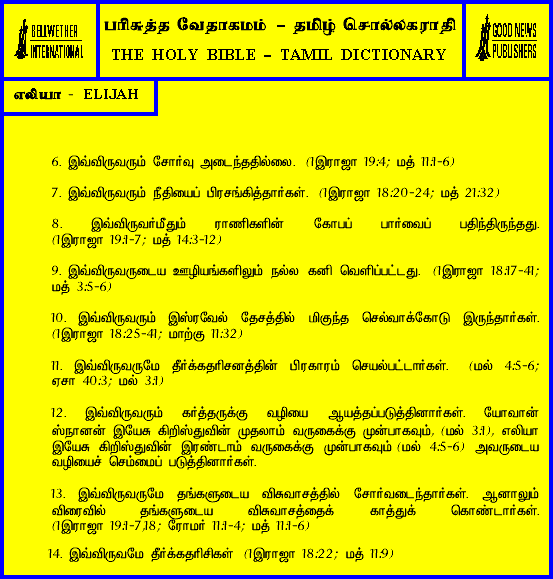 BELLWETHER
INTERNATIONAL
பரிசுத்த வேதாகமம் - தமிழ் சொல்லகராதி
THE HOLY BIBLE - TAMIL DICTIONARY
GOOD NEWS
PUBLISHERS
எலியா - ELIJAH
6. இவ்விருவரும் சோர்வு அடைந்ததில்லை. (1இராஜா 19:4; மத் 11:1-6)
7. இவ்விருவரும் நீதியைப் பிரசங்கித்தார்கள். (1இராஜா 18:20-24; மத் 21:32)
8. இவ்விருவர்மீதும் ராணிகளின் கோபப் பார்வைப் பதிந்திருந்தது.
(1இராஜா 19:1-7; மத் 14:3-12)
9. இவ்விருவருடைய ஊழியங்களிலும் நல்ல கனி வெளிப்பட்டது. (1இராஜா 18:17-41;
மத் 3:5-6)
10. இவ்விருவரும் இஸ்ரவேல் தேசத்தில் மிகுந்த செல்வாக்கோடு இருந்தார்கள்.
(1இராஜா 18:25-41; மாற்கு 11:32)
11. இவ்விருவருமே தீர்க்கதரிசனத்தின் பிரகாரம் செயல்பட்டார்கள். (மல் 4:5-6;
ஏசா 40:3; மல் 3:1)
12. இவ்விருவரும் கர்த்தருக்கு வழியை ஆயத்தப்படுத்தினார்கள். யோவான்
ஸ்நானன் இயேசு கிறிஸ்துவின் முதலாம் வருகைக்கு முன்பாகவும், (மல் 3:1), எலியா
இயேசு கிறிஸ்துவின் இரண்டாம் வருகைக்கு முன்பாகவும் (மல் 4:5-6) அவருடைய
வழியைச் செம்மைப் படுத்தினார்கள்.
13. இவ்விருவருமே தங்களுடைய விசுவாசத்தில் சோர்வடைந்தார்கள். ஆனாலும்
விரைவில் தங்களுடைய விசுவாசத்தைக் காத்துக் கொண்டார்கள்.
(1இராஜா 19:1-7,18; ரோமர் 11:1-4; மத் 11:1-6)
14. இவ்விருவமே தீர்க்கதரிசிகள் (1இராஜா 18:22; மத் 11:9)